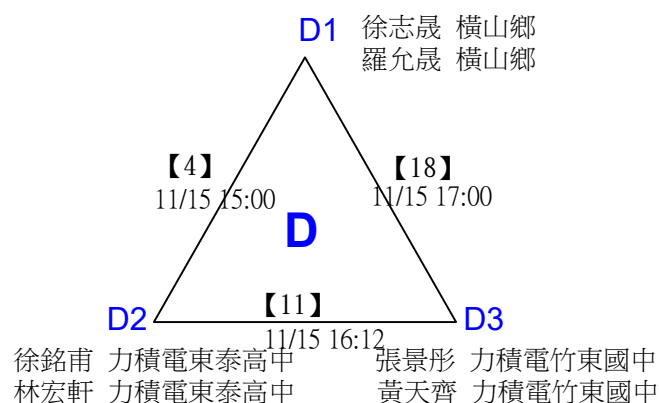 D1 徐志晟 橫山鄉
羅允晟 橫山鄉
【4】 【18】
11/15 15:00 11/15 17:00
D
【11】
D2 D3
11/15 16:12
徐銘甫 力積電東泰高中 張景彤 力積電竹東國中
林宏軒 力積電東泰高中 黃天齊 力積電竹東國中